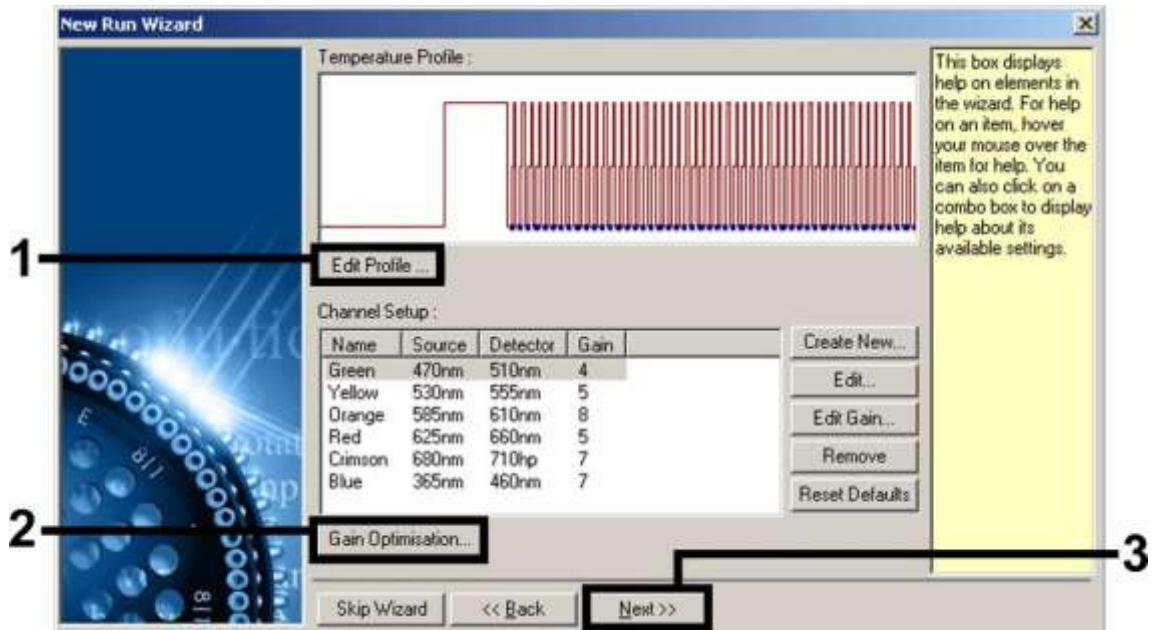 New Run Wizard
Temperature Profile :
This box displays
help on elements in
the wizard. For help
on an item, hover
your mouse over the
item for help. You
can also click on a
combo box to display
help about its
available settings.
1
Edit Profile ...
Channel Setup :
Name Source Detector Gain
Green 470nm 510nm 4
Yellow 530nm 555nm 5
Orange 585nm 610nm 8
Red 625nm 660nm 5
Crimson 680nm 710hp 7
Blue 365nm 460nm 7
Create New...
Edit...
Edit Gain...
Remove
Reset Defaults
2
Gain Optimisation...
3
Skip Wizard
<< Back
Next >>
E
8/1
8/1